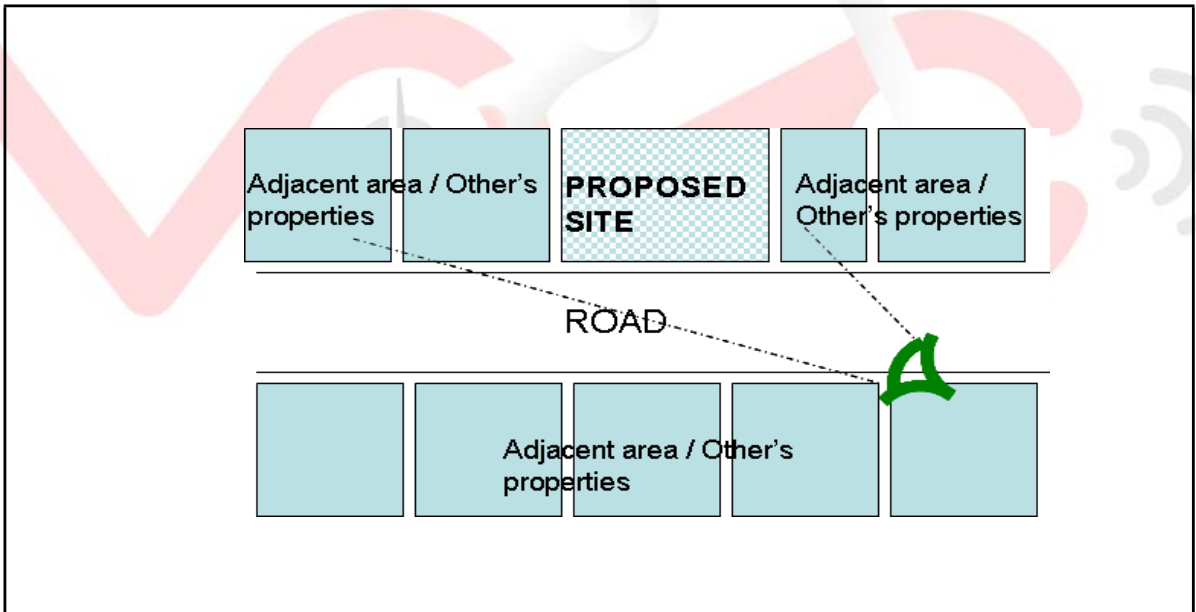 Adjacent area / Other's
properties
PROPOSED
SITE
Adjacent area /
Other's properties
ROAD
Adjacent area / Other's
properties